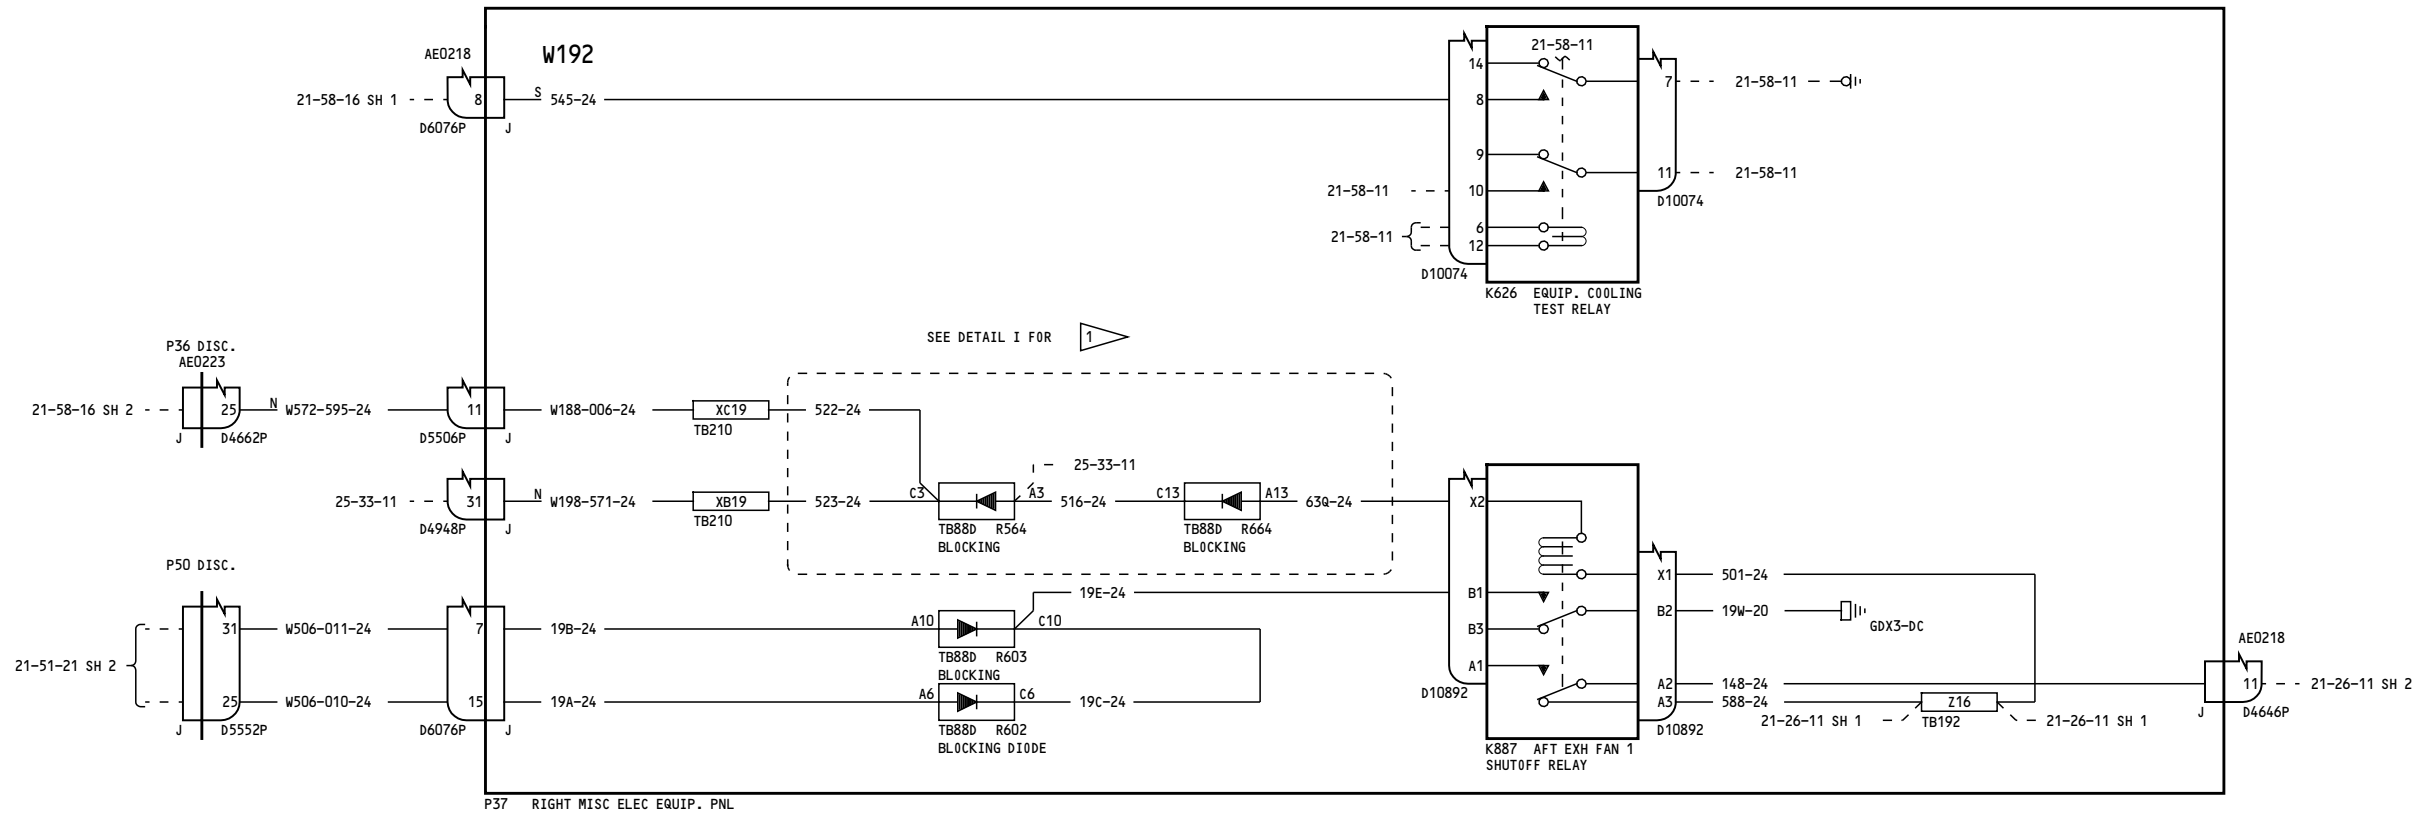 AE0218
W192
21-58-16 SH 1
8
S
545-24
D6076P
J
21-58-11
14
8
9
10
6
12
7
11
21-58-11
21-58-11
D10074
21-58-11
21-58-11
D10074
K626 EQUIP. COOLING
TEST RELAY
SEE DETAIL I FOR
1
P36 DISC.
AE0223
21-58-16 SH 2
25
N
W572-595-24
11
W188-006-24
XC19
522-24
J
D4662P
D5506P
J
TB210
25-33-11
25-33-11
31
N
W198-571-24
XB19
523-24
C3
A3
516-24
C13
A13
63Q-24
X2
D4948P
J
TB210
TB88D R564
BLOCKING
TB88D R664
BLOCKING
P50 DISC.
X1
501-24
19E-24
B1
B2
19W-20
GDX3-DC
21-51-21 SH 2
31
W506-011-24
7
19B-24
A10
C10
B3
TB88D R603
BLOCKING
A1
AE0218
A2
148-24
11
21-26-11 SH 2
25
W506-010-24
15
19A-24
A6
C6
19C-24
A3
588-24
Z16
D10892
J
D4646P
21-26-11 SH 1
TB192
21-26-11 SH 1
J
D5552P
D6076P
J
TB88D R602
BLOCKING DIODE
D10892
K887 AFT EXH FAN 1
SHUTOFF RELAY
P37 RIGHT MISC ELEC EQUIP. PNL